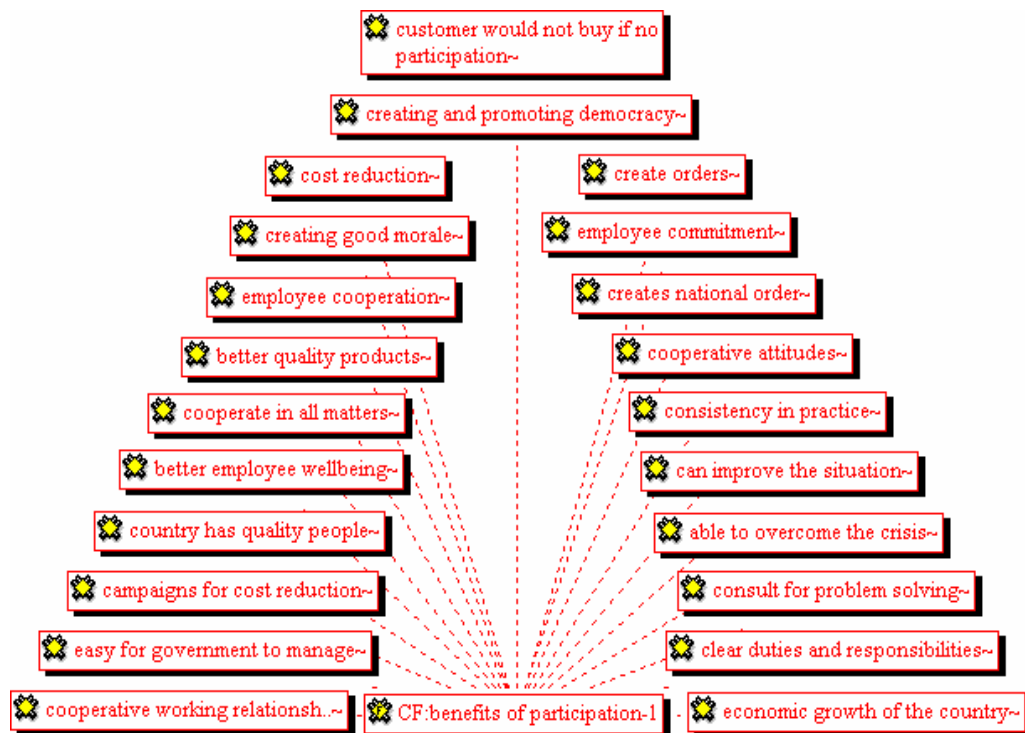 customer would not buy if no
participation~
creating and promoting democracy~
cost reduction~
create orders~
creating good morale~
employee commitment~
employee cooperation~
creates national order~
better quality products~
cooperative attitudes~
cooperate in all matters~
consistency in practice~
better employee wellbeing~
can improve the situation~
country has quality people~
able to overcome the crisis~
campaigns for cost reduction~
consult for problem solving~
easy for government to manage~
clear duties and responsibilities~
cooperative working relationsh..~
F CF:benefits of participation-1
economic growth of the country~